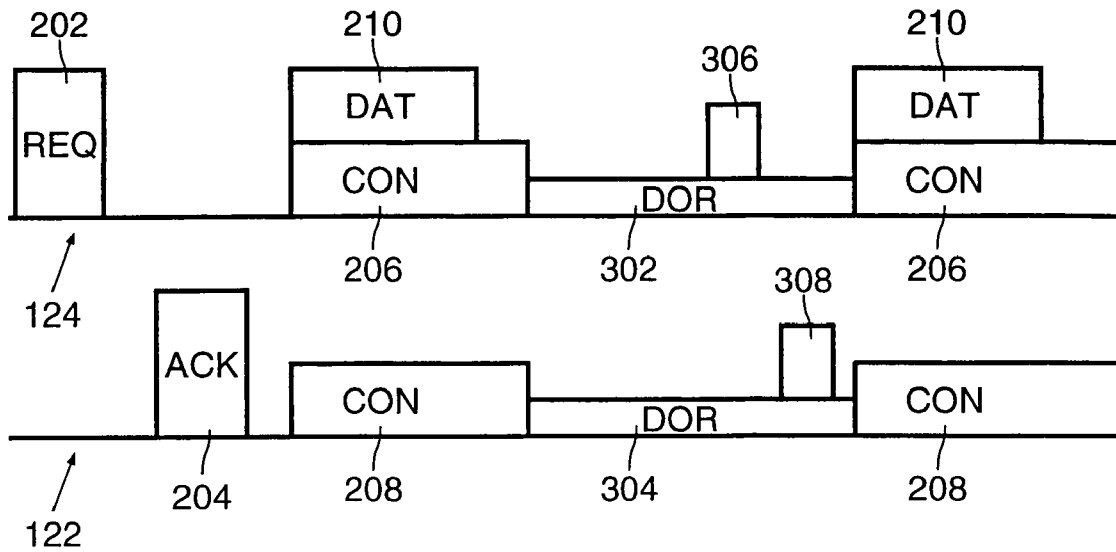 202 210 306 210
REQ DAT DAT
CON DOR CON
124 206 302 206
308
ACK CON DOR CON
122 204 208 304 208